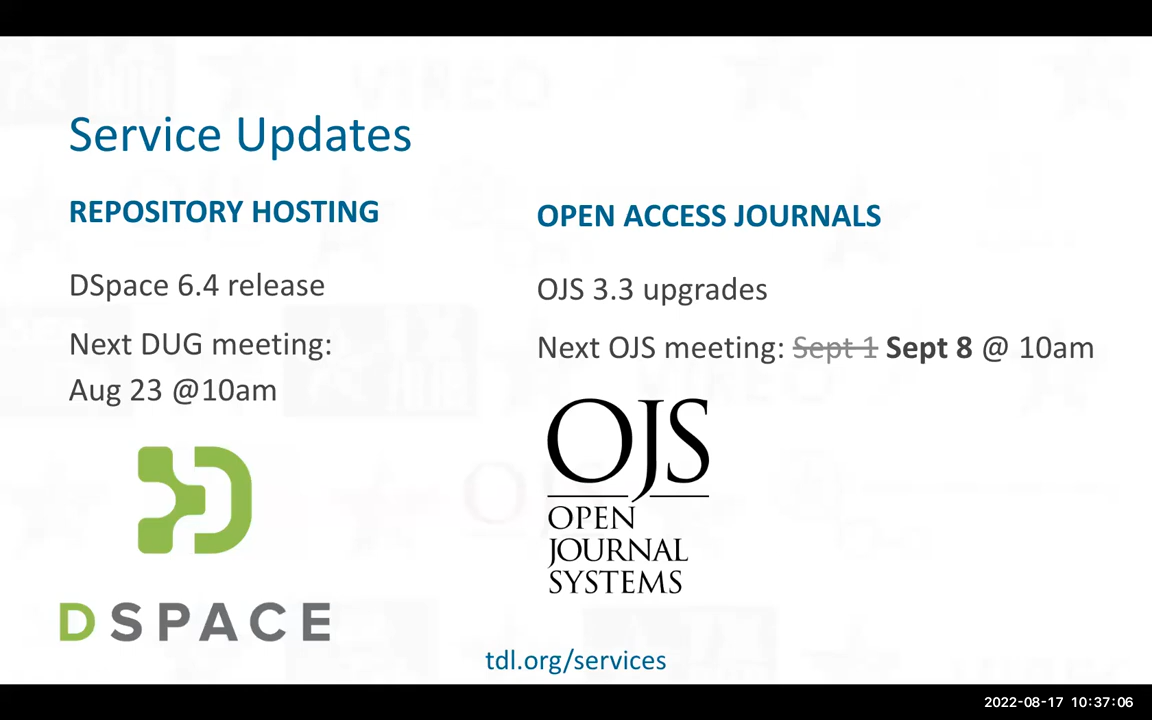 Service Updates
REPOSITORY HOSTING
DSpace 6.4 release
Next DUG meeting:
Aug 23 @10am
DSPACE
OPEN ACCESS JOURNALS
OJS 3.3 upgrades
Next OJS meeting: Sept 1 Sept 8 @ 10am
OJS
OPEN
JOURNAL
SYSTEMS
tdl.org/services
2022-08-17 10:37:06